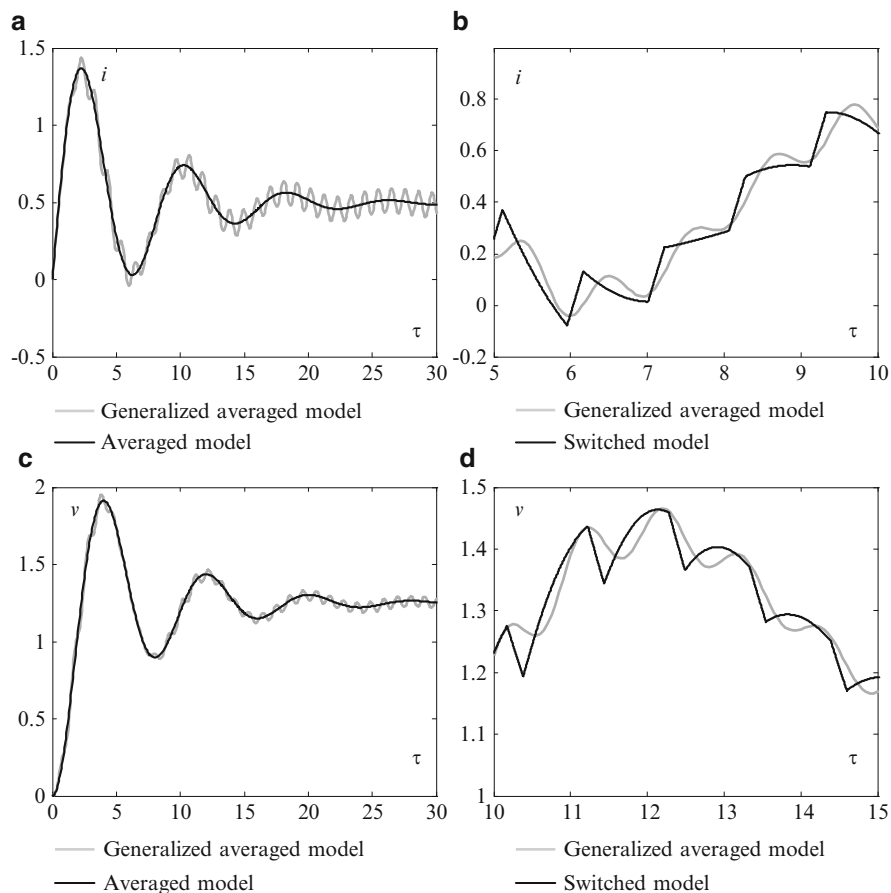 a
1.5
i
1
0.5
0
-0.5
τ
0 5 10 15 20 25 30
Generalized averaged model
Averaged model
b
i
0.8
0.6
0.4
0.2
0
-0.2
τ
5 6 7 8 9 10
Generalized averaged model
Switched model
c
2
v
1.5
1
0.5
0
τ
0 5 10 15 20 25 30
Generalized averaged model
Averaged model
d
1.5
v
1.4
1.3
1.2
1.1
1
τ
10 11 12 13 14 15
Generalized averaged model
Switched model